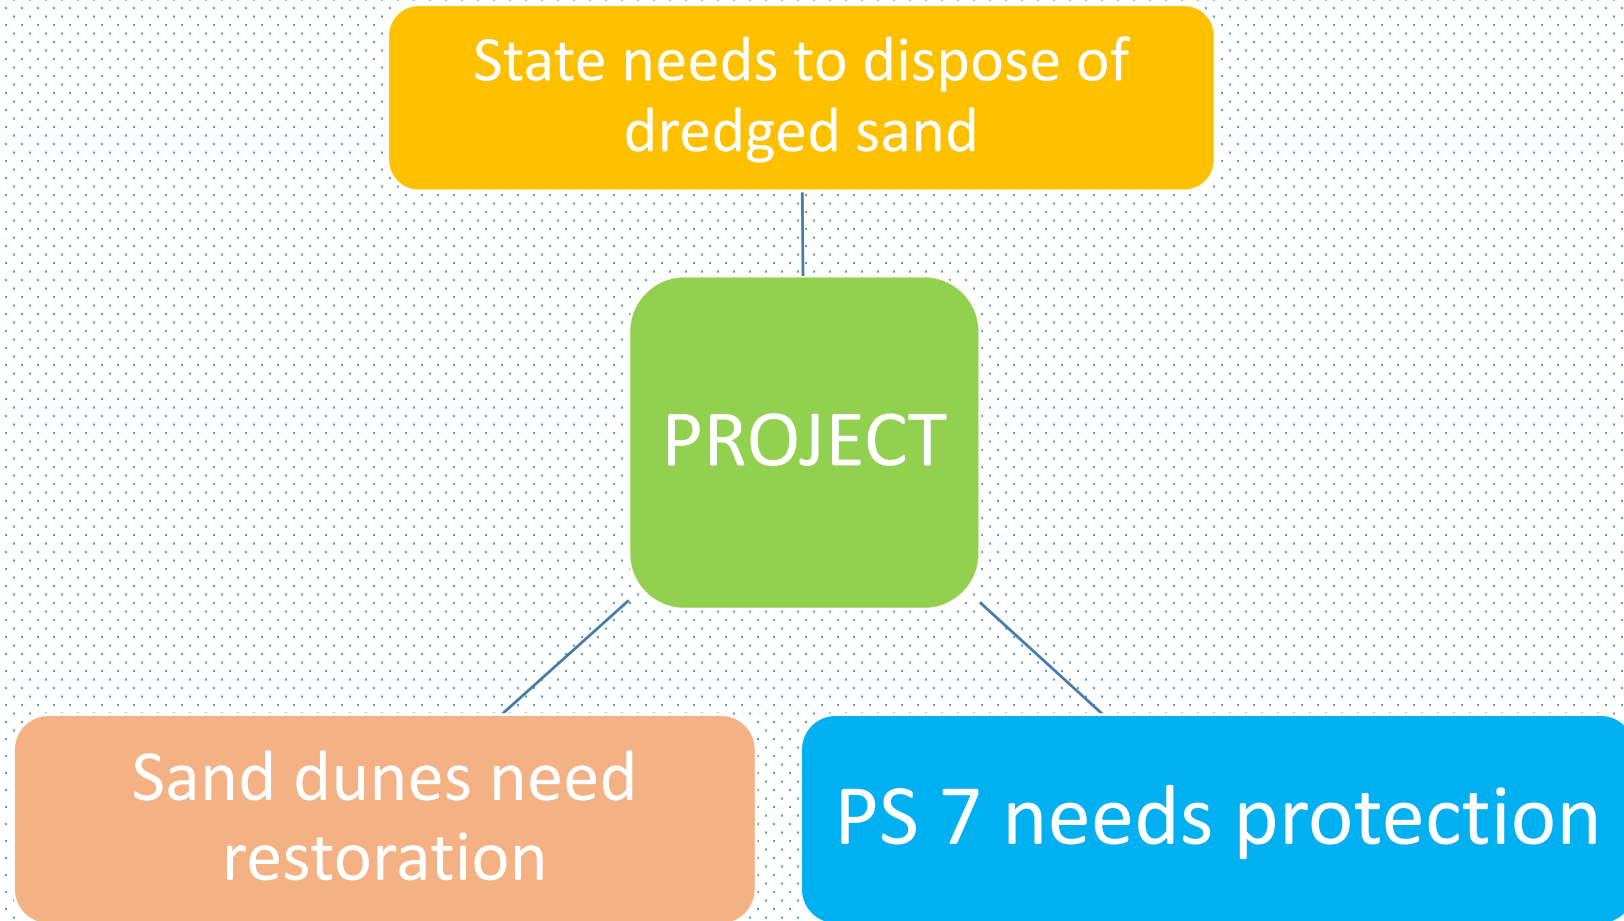 State needs to dispose of
dredged sand
PROJECT
Sand dunes need
restoration
PS 7 needs protection